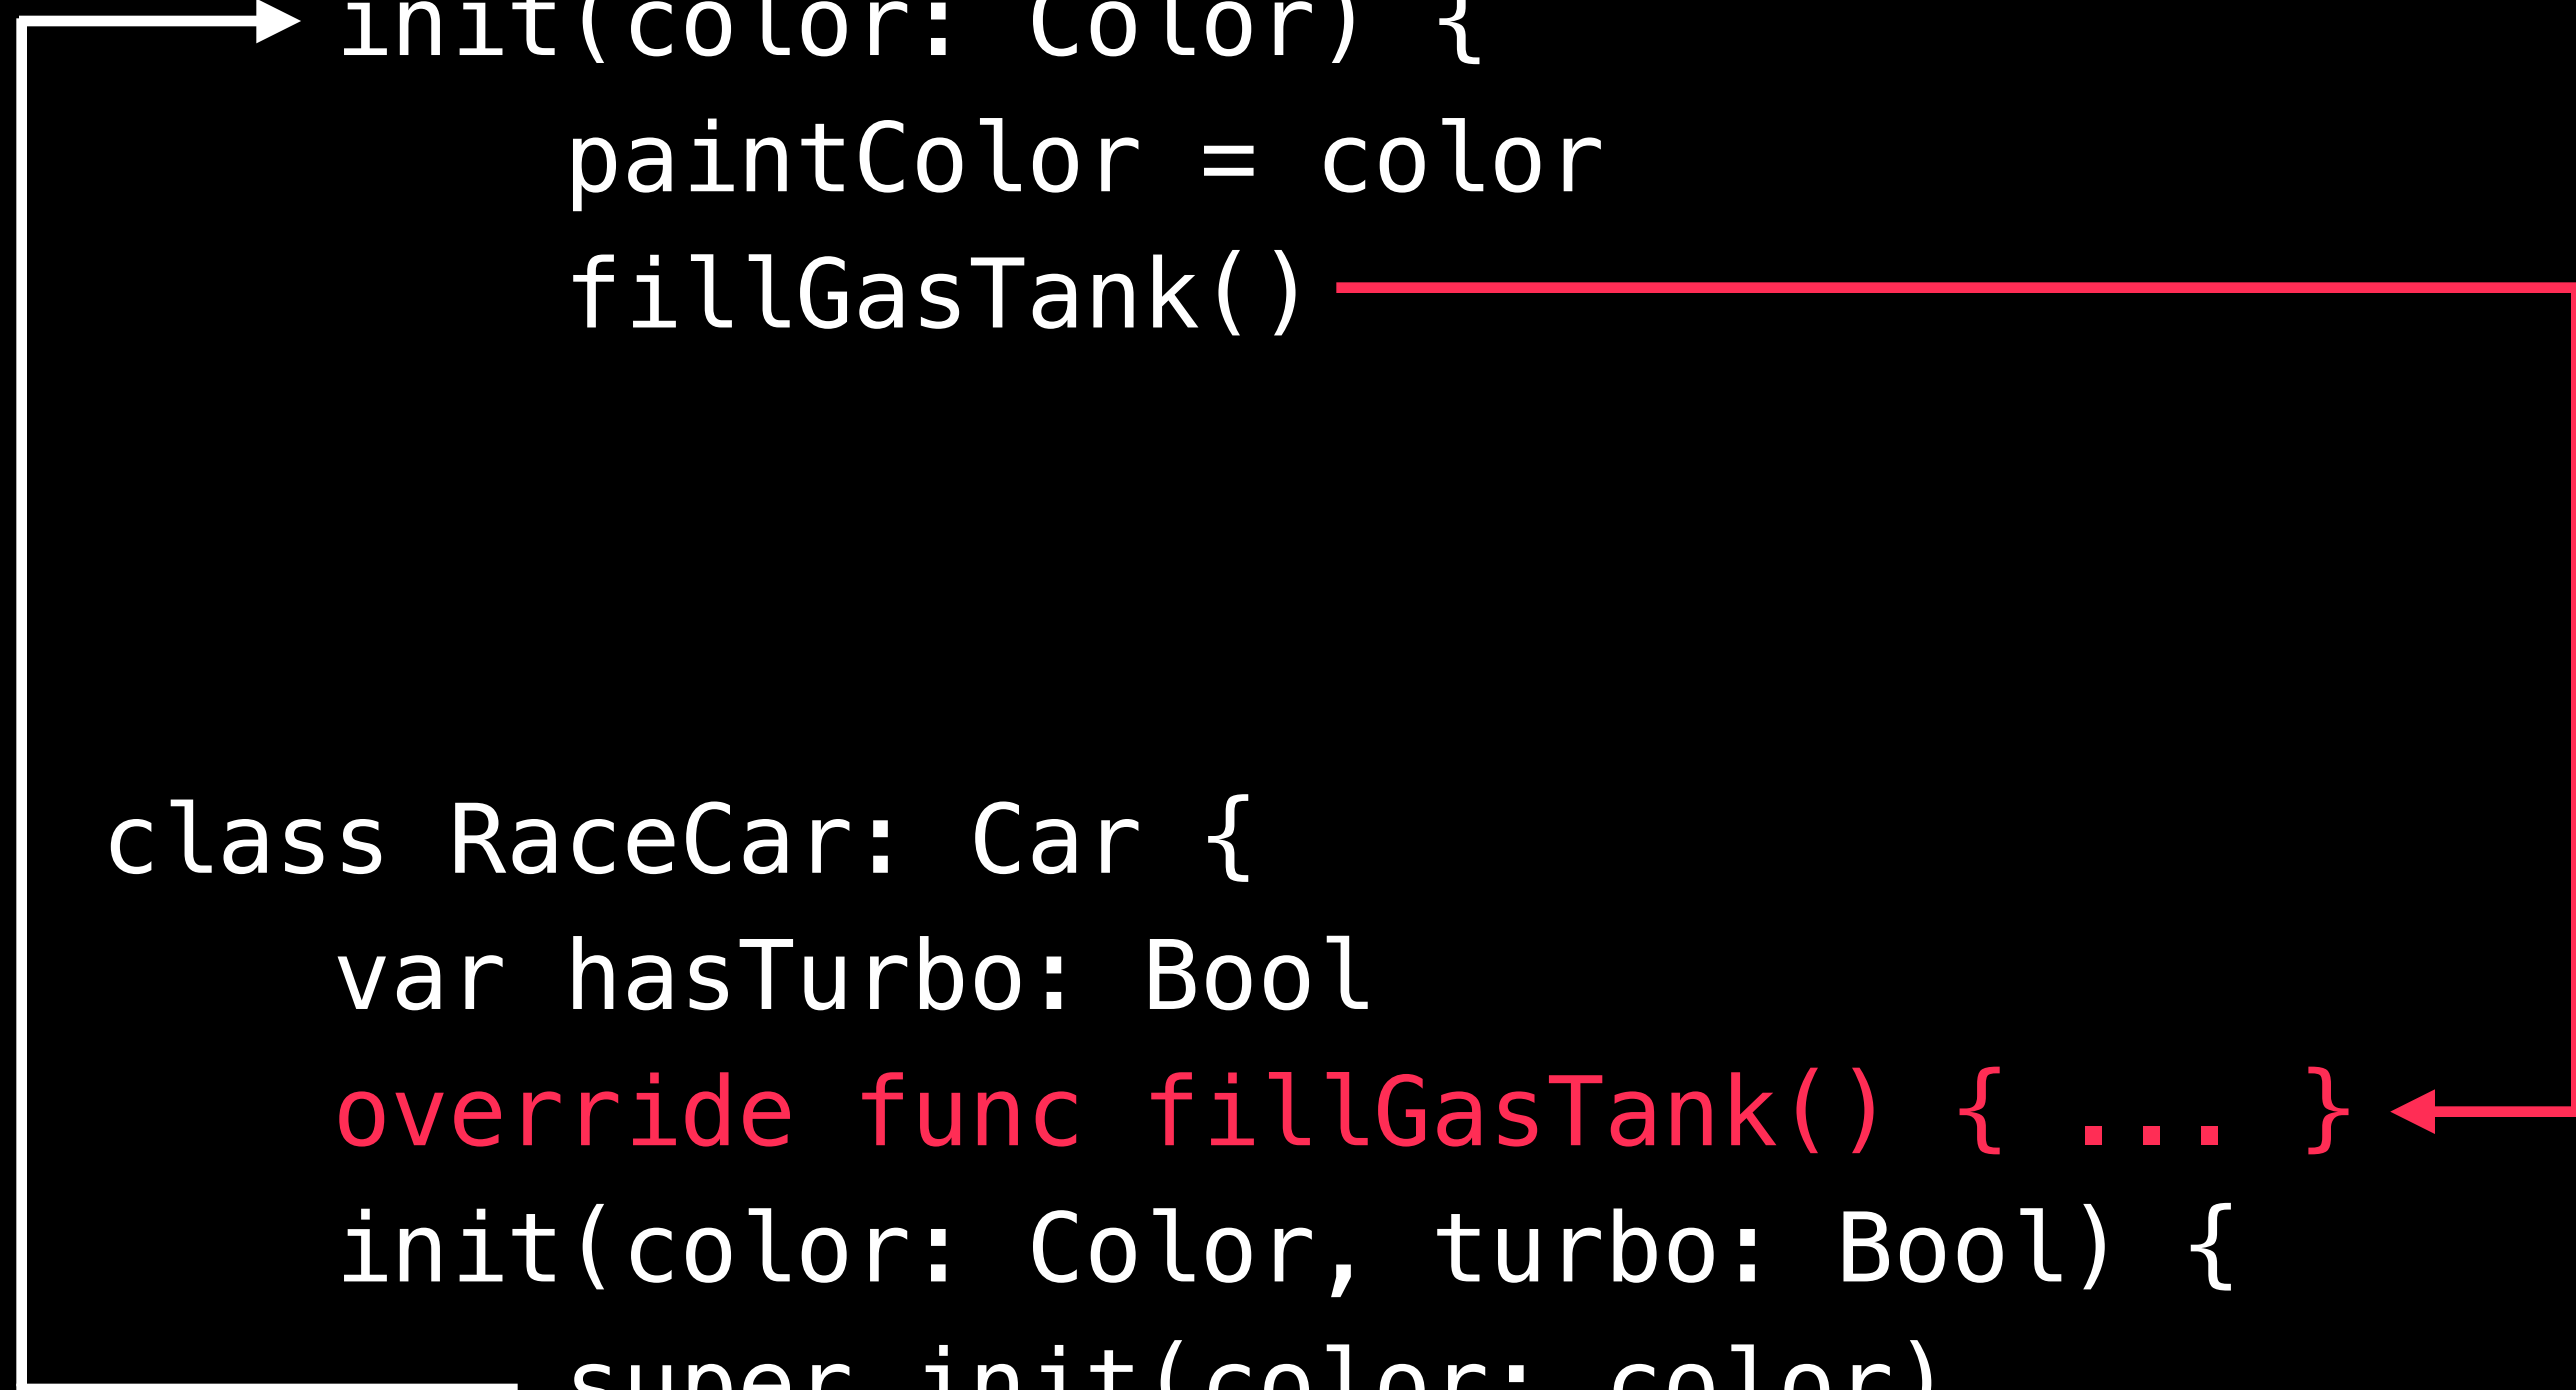 init(color: Color) {
paintColor = color
fillGasTank()
class RaceCar: Car {
var hasTurbo: Bool
override func fillGasTank() { ... }
init(color: Color, turbo: Bool) {
super.init(color: color)